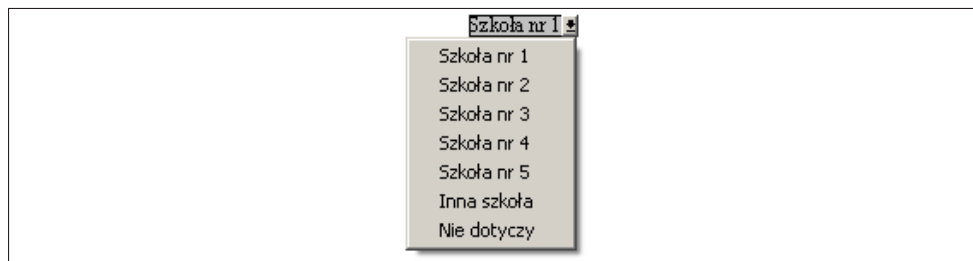 Szkoła nr 1
Szkoła nr 1
Szkoła nr 2
Szkoła nr 3
Szkoła nr 4
Szkoła nr 5
Inna szkoła
Nie dotyczy